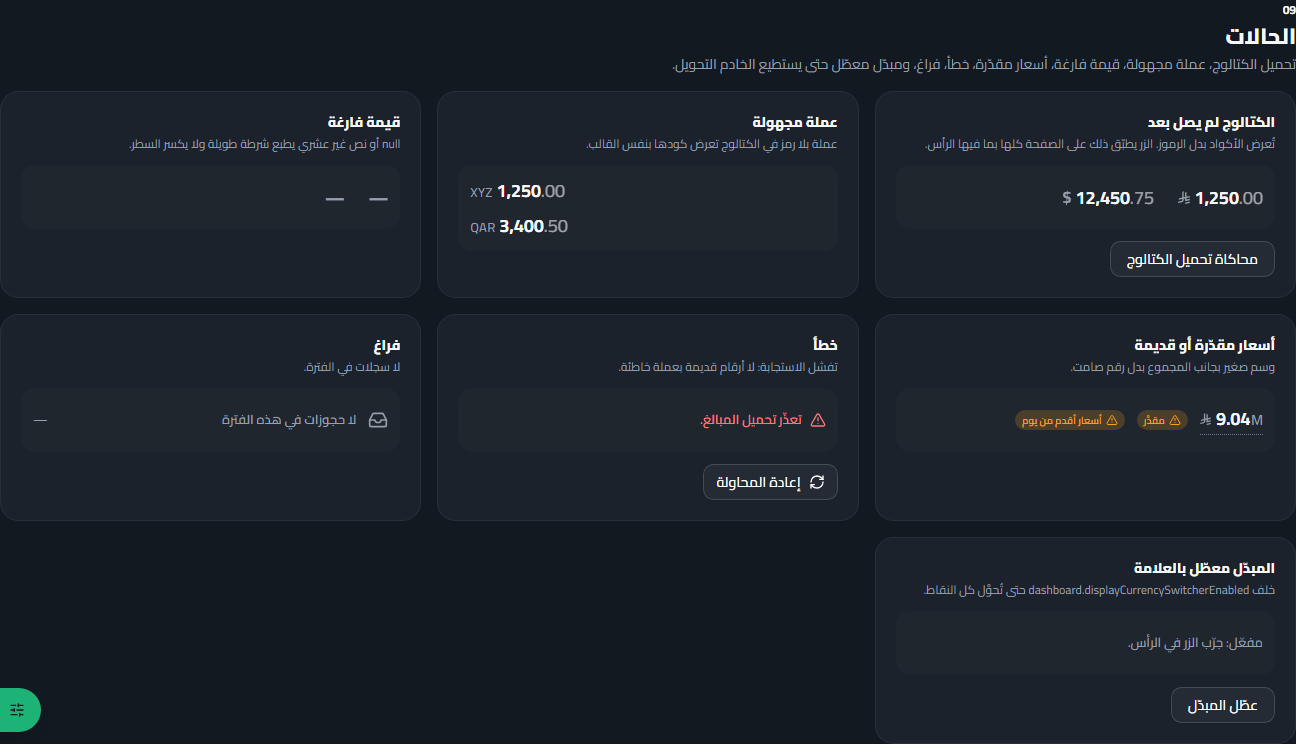 09
الحالات
تحميل الكتالوج، عملة مجهولة، قيمة فارغة، أسعار مقدّرة، خطأ، فراغ، ومبدّل معطّل حتى يستطيع الخادم التحويل.
الكتالوج لم يصل بعد
تُعرض الأكواد بدل الرموز. الزر يطبّق ذلك على الصفحة كلها بما فيها الرأس.
1,250.00 $ 12,450.75
محاكاة تحميل الكتالوج
عملة مجهولة
عملة بلا رمز في الكتالوج تعرض كودها بنفس القالب.
XYZ 1,250.00
QAR 3,400.50
قيمة فارغة
null أو نص غير عشري يطبع شرطة طويلة ولا يكسر السطر.
— —
أسعار مقدّرة أو قديمة
وسم صغير بجانب المجموع بدل رقم صامت.
9.04M مقدّر أسعار أقدم من يوم
خطأ
تفشل الاستجابة: لا أرقام قديمة بعملة خاطئة.
تعذّر تحميل المبالغ.
إعادة المحاولة
فراغ
لا سجلات في الفترة.
لا حجوزات في هذه الفترة —
المبدّل معطّل بالعلامة
خلف dashboard.displayCurrencySwitcherEnabled حتى تُحوَّل كل النقاط.
مفعّل: جرّب الزر في الرأس.
عطّل المبدّل